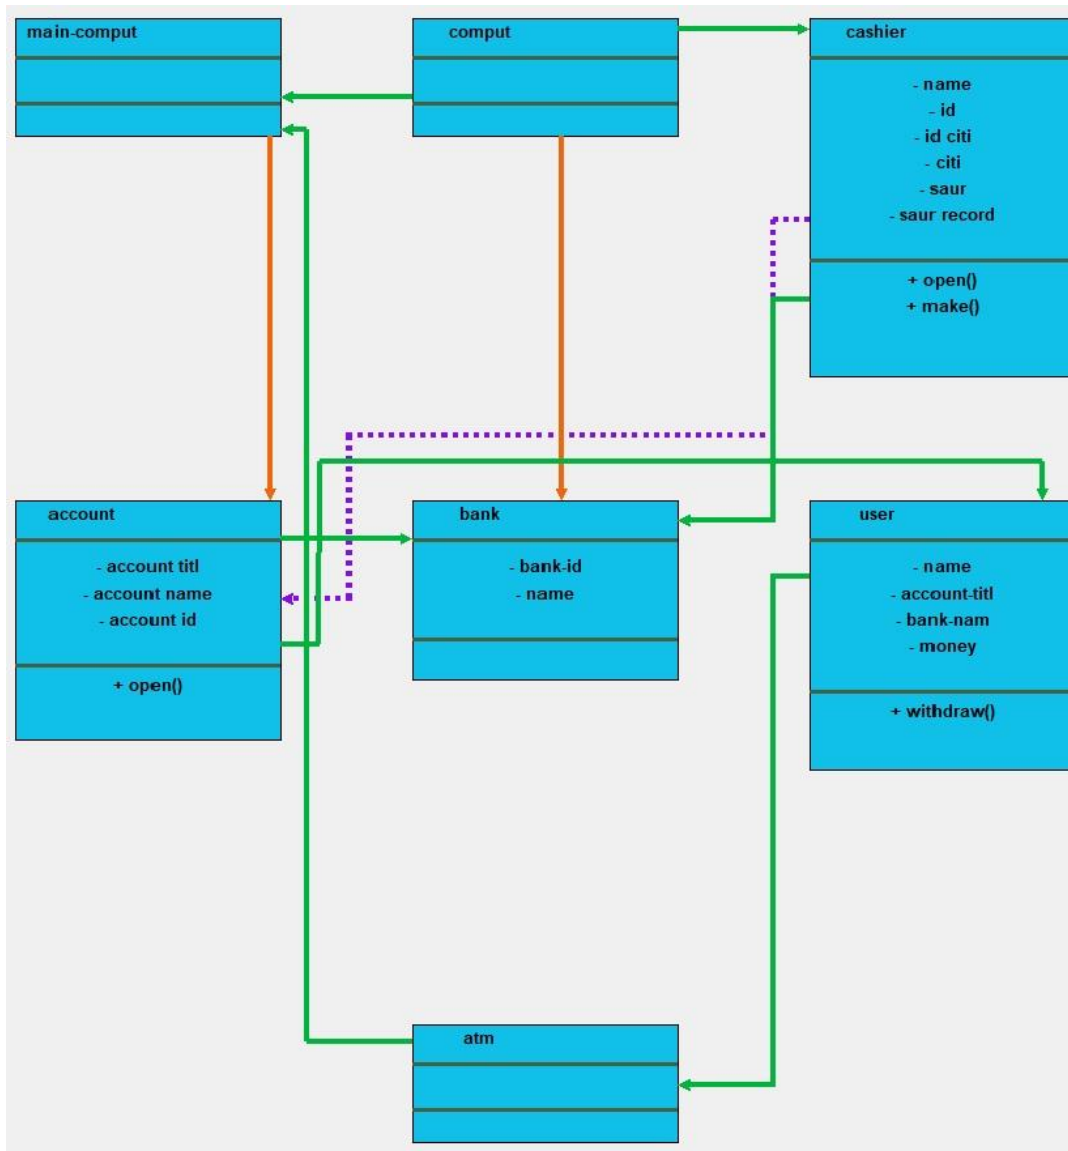 main-comput
comput
cashier
- name
- id
- id citi
- citi
- saur
- saur record
+ open()
+ make()
account
- account titl
- account name
- account id
+ open()
bank
- bank-id
- name
user
- name
- account-titl
- bank-nam
- money
+ withdraw()
atm